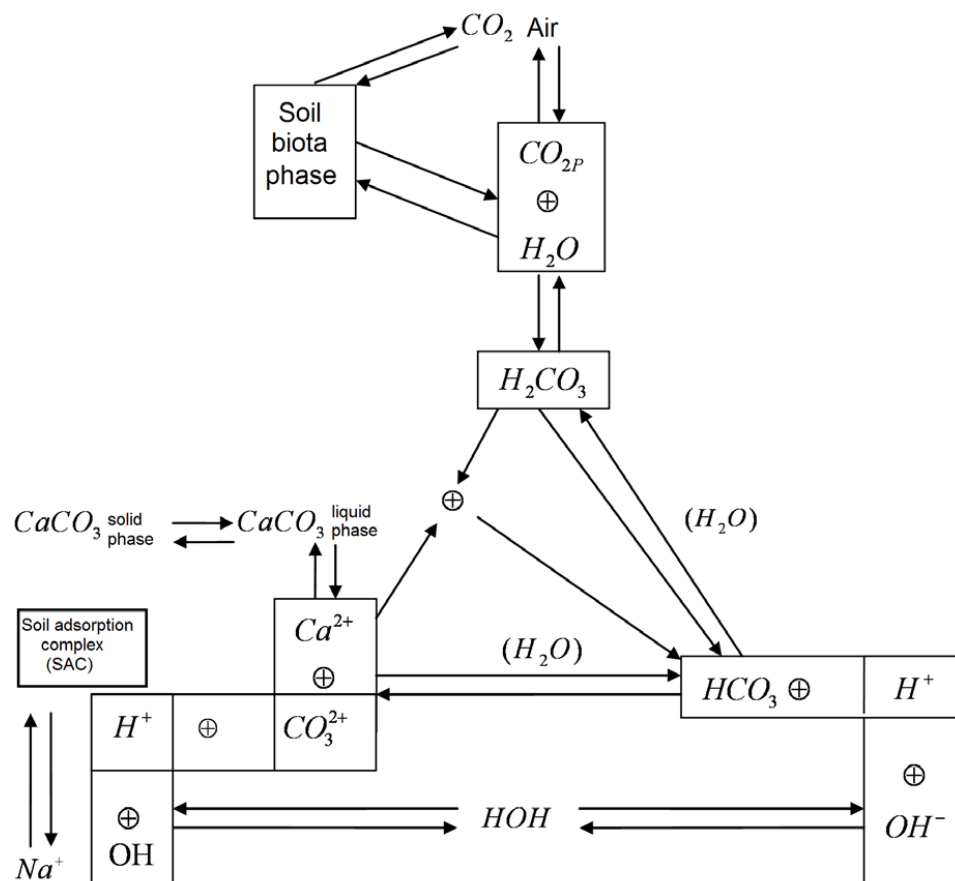 CO₂ Air
Soil
biota
phase
CO₂P
⊕
H₂O
H₂CO₃
⊕
(H₂O)
CaCO₃ solid phase
CaCO₃ liquid phase
Soil adsorption
complex
(SAC)
Ca²⁺
⊕
(H₂O)
HCO₃ ⊕ H⁺
H⁺ ⊕ CO₃²⁺
⊕
OH
HOH
⊕
OH⁻
Na⁺